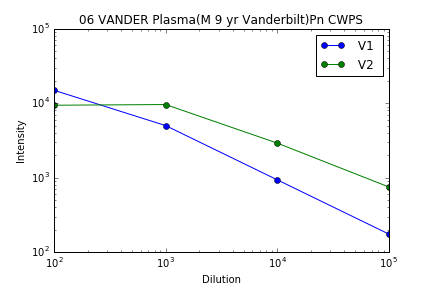 06 VANDER Plasma(M 9 yr Vanderbilt)Pn CWPS
V1
V2
Intensity
10^5
10^4
10^3
10^2
10^2
10^3
10^4
10^5
Dilution